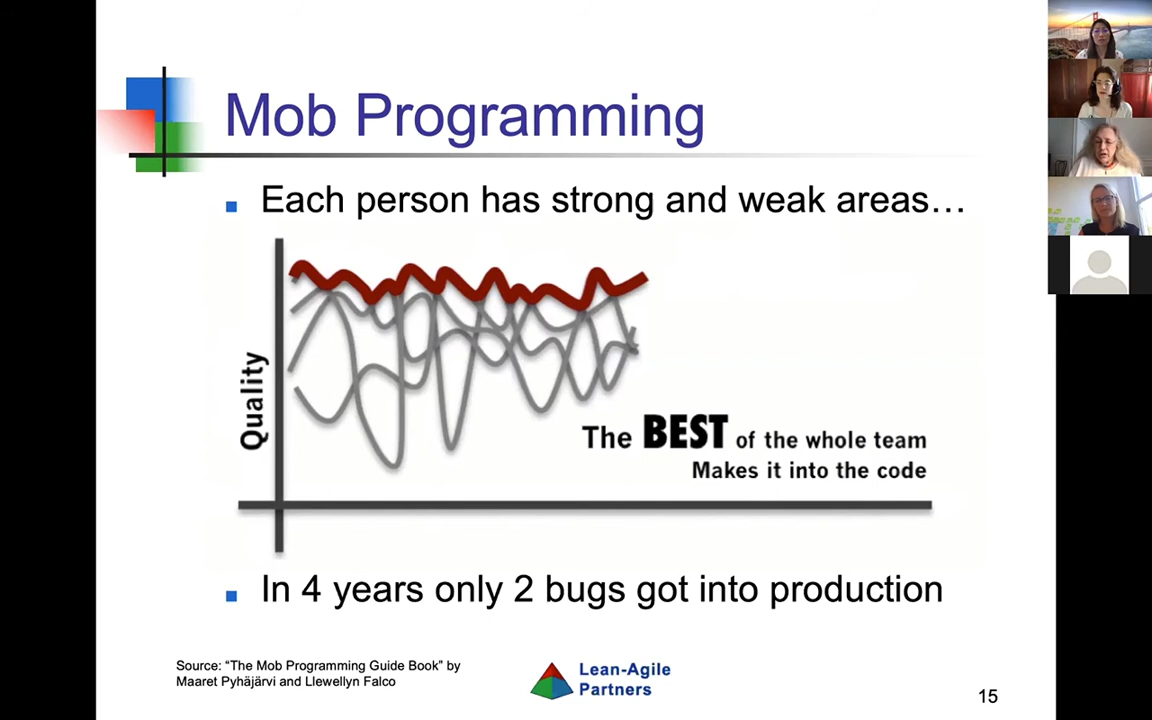 Mob Programming
Each person has strong and weak areas…
Quality
The BEST of the whole team
Makes it into the code
In 4 years only 2 bugs got into production
Source: “The Mob Programming Guide Book” by
Maaret Pyhäjärvi and Llewellyn Falco
Lean-Agile
Partners
15